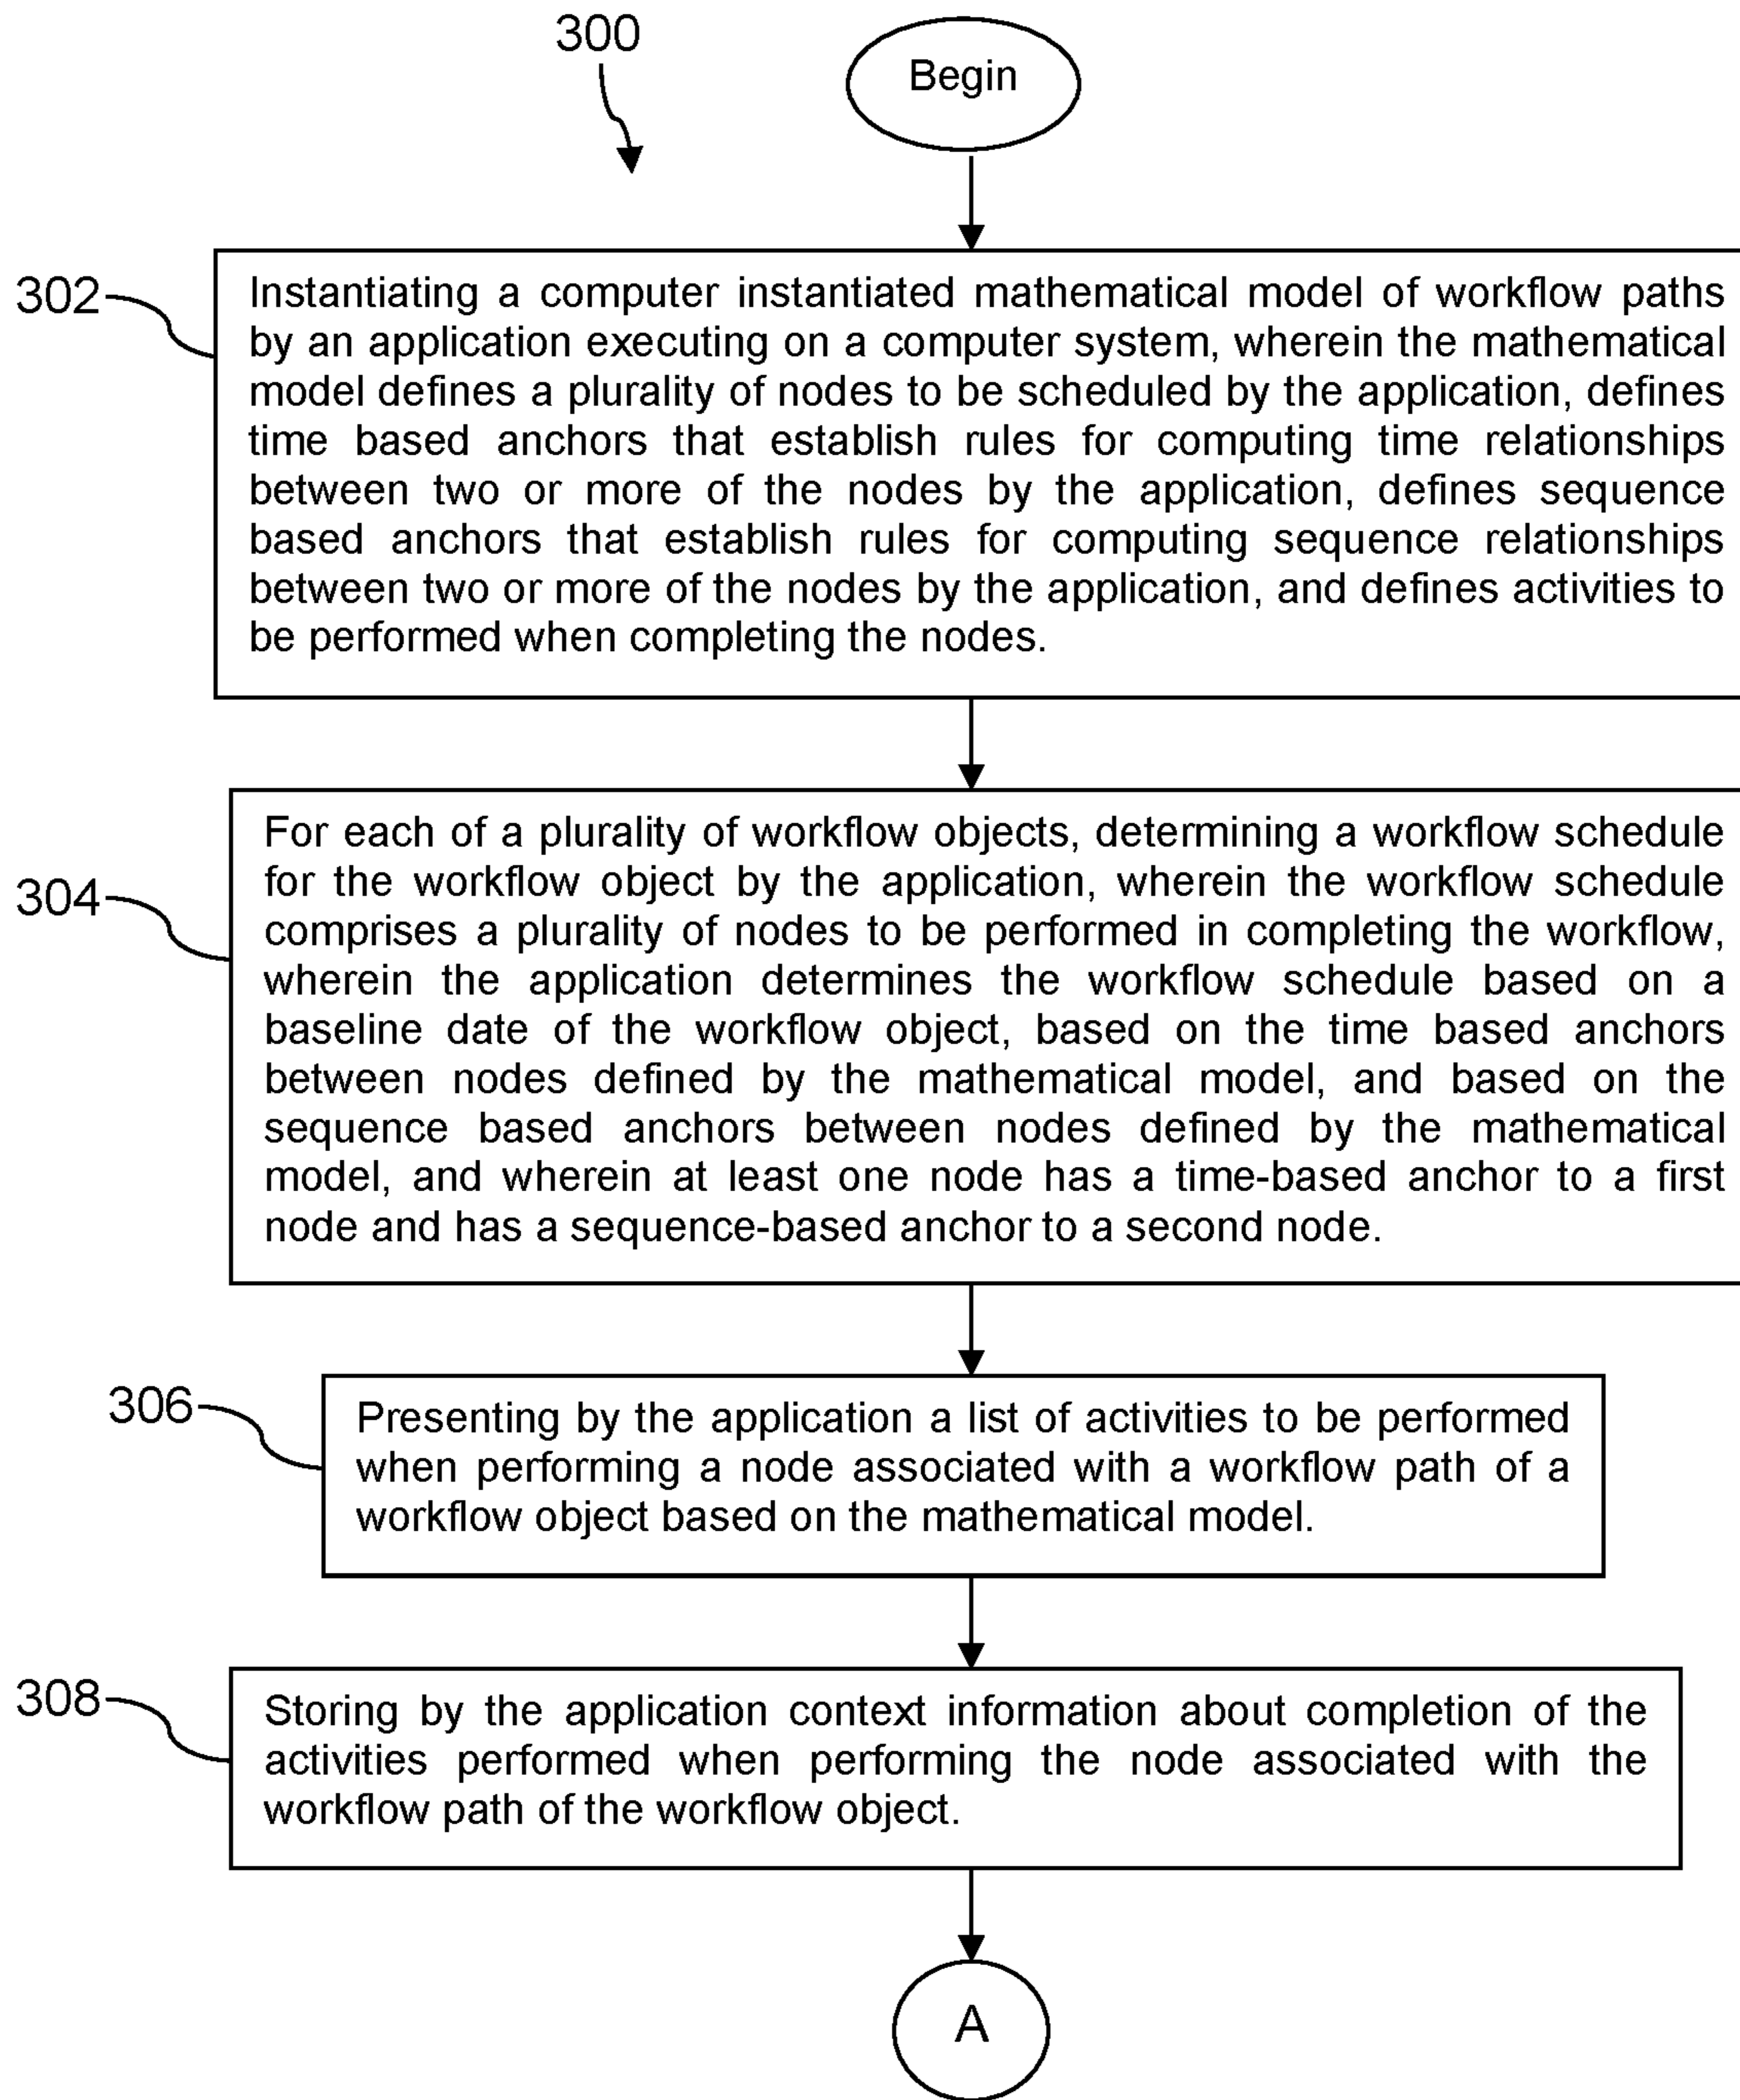 300
Begin
302
Instantiating a computer instantiated mathematical model of workflow paths
by an application executing on a computer system, wherein the mathematical
model defines a plurality of nodes to be scheduled by the application, defines
time based anchors that establish rules for computing time relationships
between two or more of the nodes by the application, defines sequence
based anchors that establish rules for computing sequence relationships
between two or more of the nodes by the application, and defines activities to
be performed when completing the nodes.
304
For each of a plurality of workflow objects, determining a workflow schedule
for the workflow object by the application, wherein the workflow schedule
comprises a plurality of nodes to be performed in completing the workflow,
wherein the application determines the workflow schedule based on a
baseline date of the workflow object, based on the time based anchors
between nodes defined by the mathematical model, and based on the
sequence based anchors between nodes defined by the mathematical
model, and wherein at least one node has a time-based anchor to a first
node and has a sequence-based anchor to a second node.
306
Presenting by the application a list of activities to be performed
when performing a node associated with a workflow path of a
workflow object based on the mathematical model.
308
Storing by the application context information about completion of the
activities performed when performing the node associated with the
workflow path of the workflow object.
A